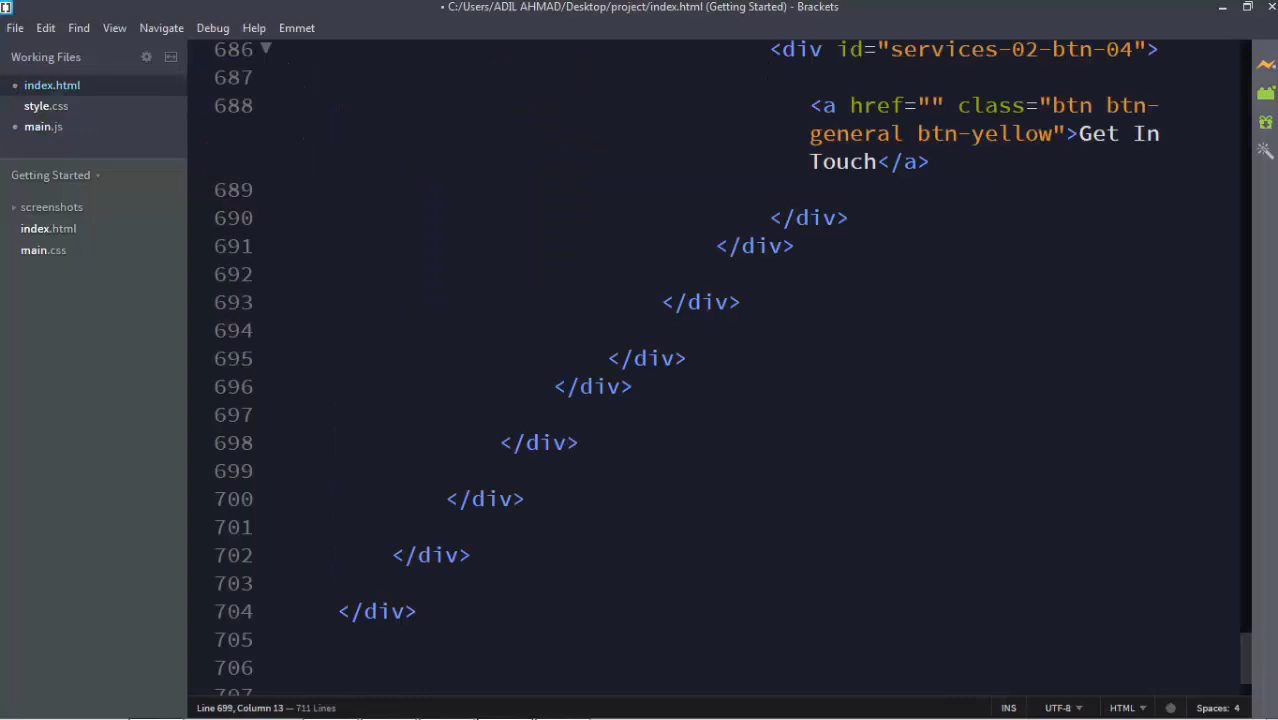 • C:/Users/ADIL AHMAD/Desktop/project/index.html (Getting Started) - Brackets
File Edit Find View Navigate Debug Help Emmet
Working Files
index.html
style.css
main.js
Getting Started
screenshots
index.html
main.css
686 <div id="services-02-btn-04">
687
688 <a href="" class="btn btn-
general btn-yellow">Get In
Touch</a>
689
690 </div>
691 </div>
692
693 </div>
694
695 </div>
696 </div>
697
698 </div>
699
700 </div>
701
702 </div>
703
704 </div>
705
706
707
Line 699, Column 13 — 711 Lines
INS UTF-8 HTML Spaces: 4